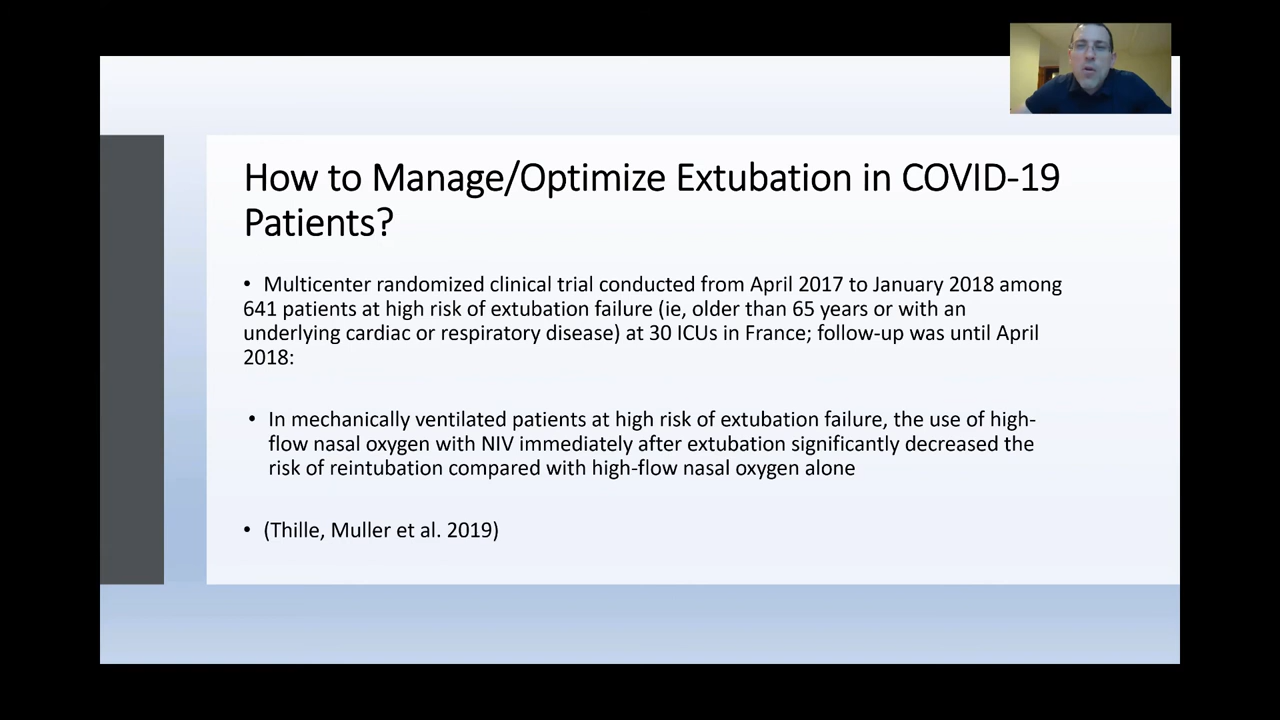 How to Manage/Optimize Extubation in COVID-19
Patients?
• Multicenter randomized clinical trial conducted from April 2017 to January 2018 among
641 patients at high risk of extubation failure (ie, older than 65 years or with an
underlying cardiac or respiratory disease) at 30 ICUs in France; follow-up was until April
2018:
• In mechanically ventilated patients at high risk of extubation failure, the use of high-
flow nasal oxygen with NIV immediately after extubation significantly decreased the
risk of reintubation compared with high-flow nasal oxygen alone
• (Thille, Muller et al. 2019)